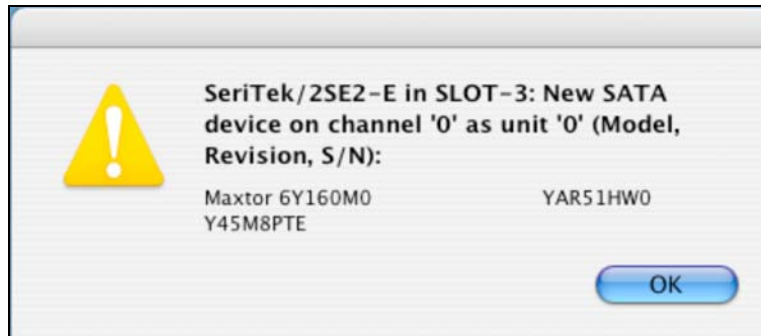 SeriTek/2SE2-E in SLOT-3: New SATA
device on channel '0' as unit '0' (Model,
Revision, S/N):
Maxtor 6Y160M0 YAR51HW0
Y45M8PTE
OK